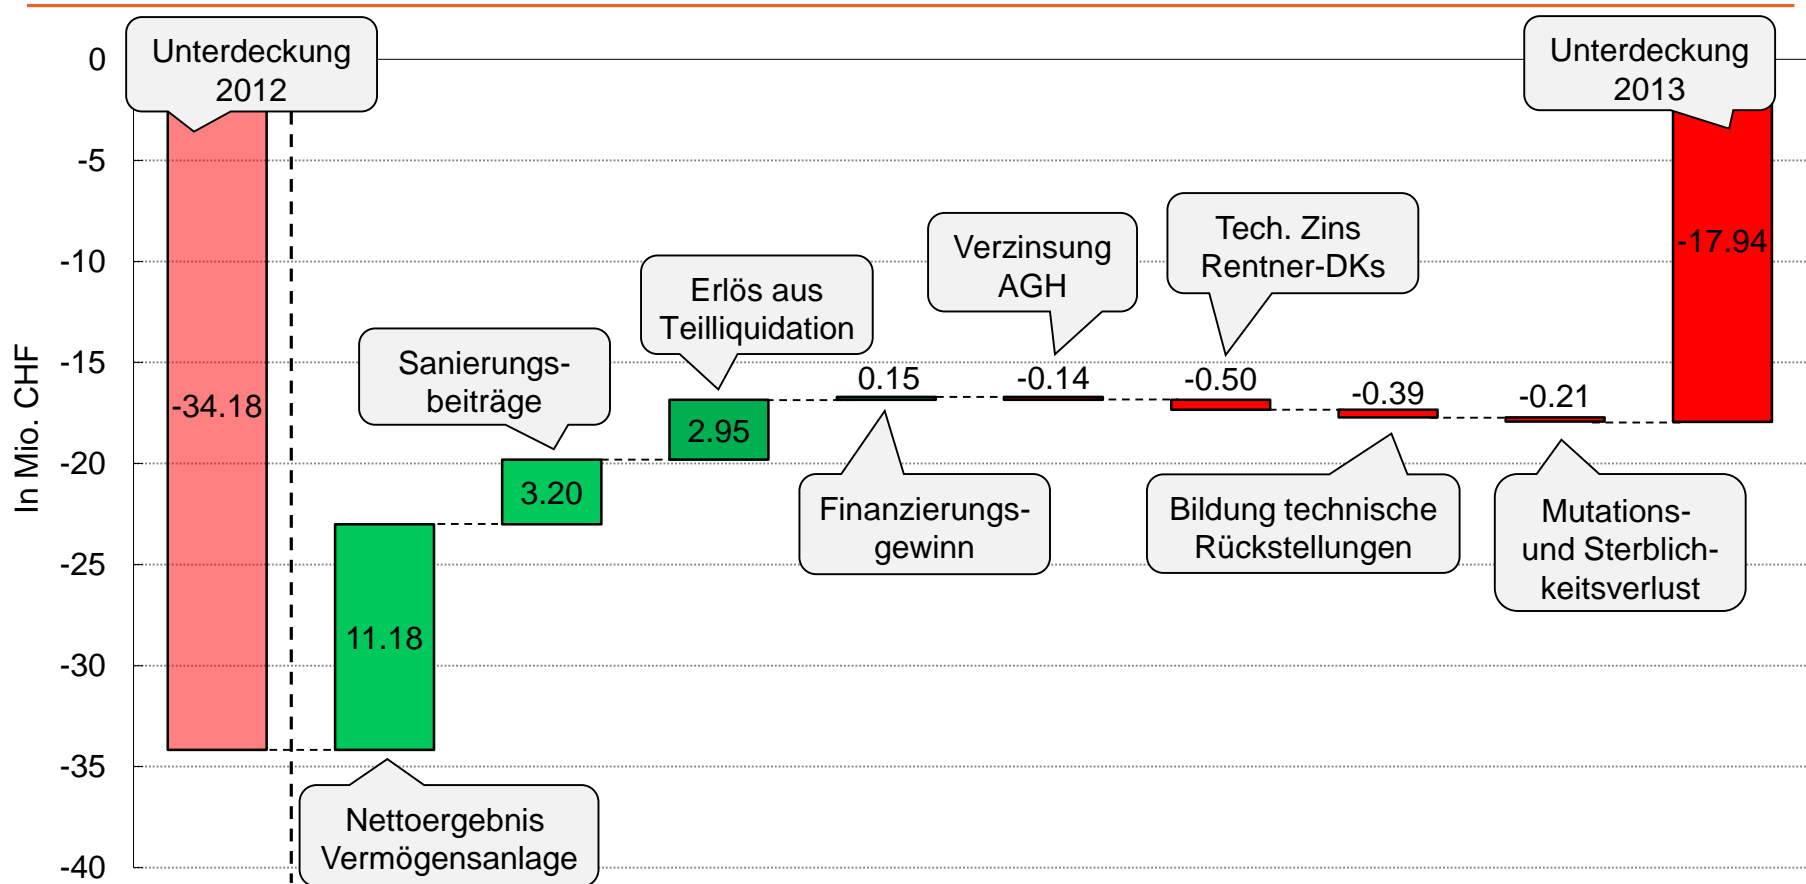 Unterdeckung
2012
Unterdeckung
2013
0
-5
-10
-15
-20
-25
-30
-35
-40
In Mio. CHF
-34.18
Nettoergebnis
Vermögensanlage
11.18
Sanierungs-
beiträge
3.20
Erlös aus
Teilliquidation
2.95
0.15
Finanzierungs-
gewinn
Verzinsung
AGH
-0.14
Tech. Zins
Rentner-DKs
-0.50
-0.39
Bildung technische
Rückstellungen
-0.21
Mutations-
und Sterblich-
keitsverlust
-17.94